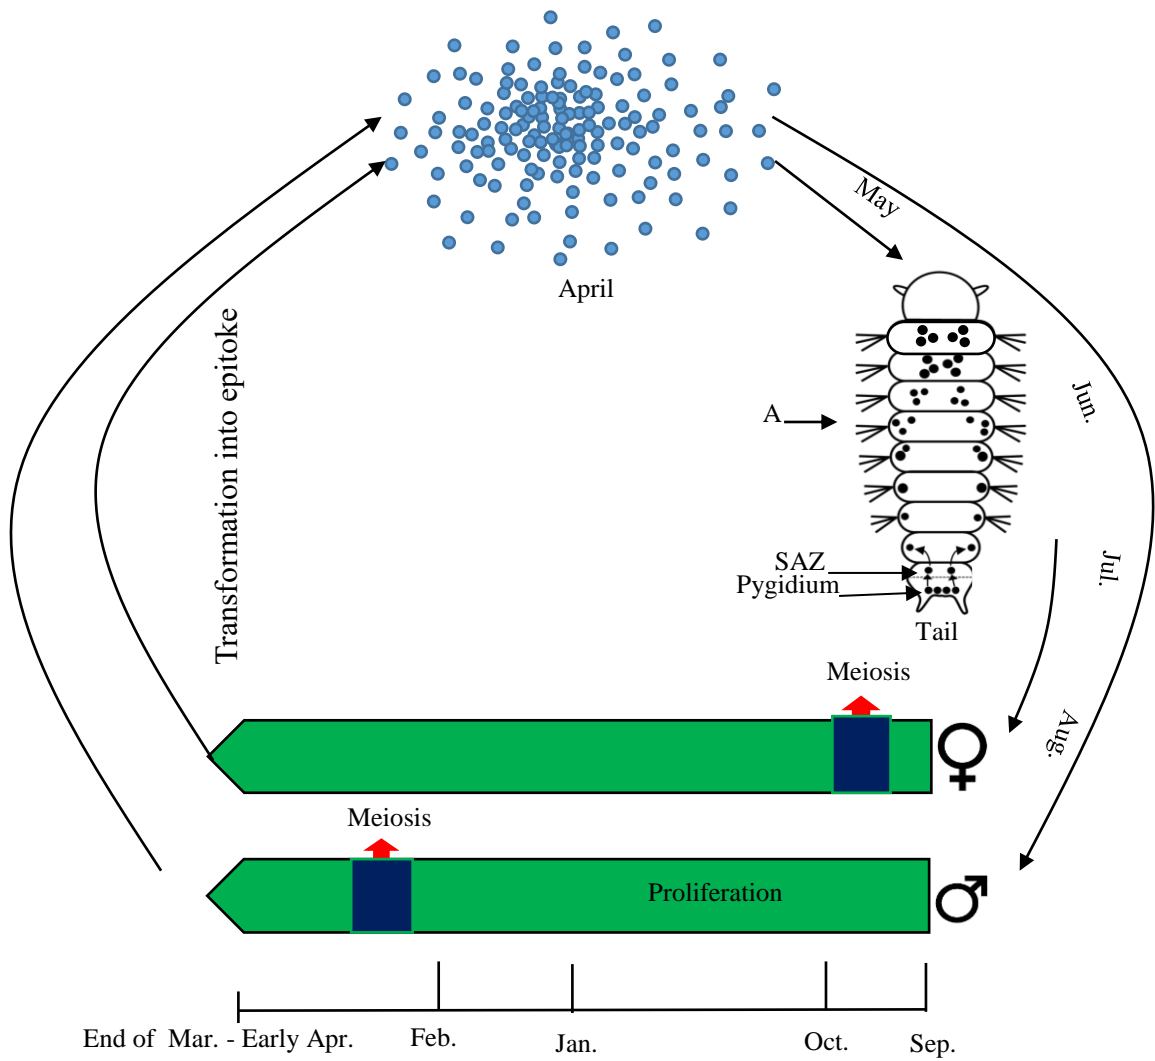 April
May
Jun.
Jul.
Aug.
Transformation into epitoke
A
SAZ
Pygidium
Tail
Meiosis
Meiosis
Proliferation
End of Mar. - Early Apr.
Feb.
Jan.
Oct.
Sep.